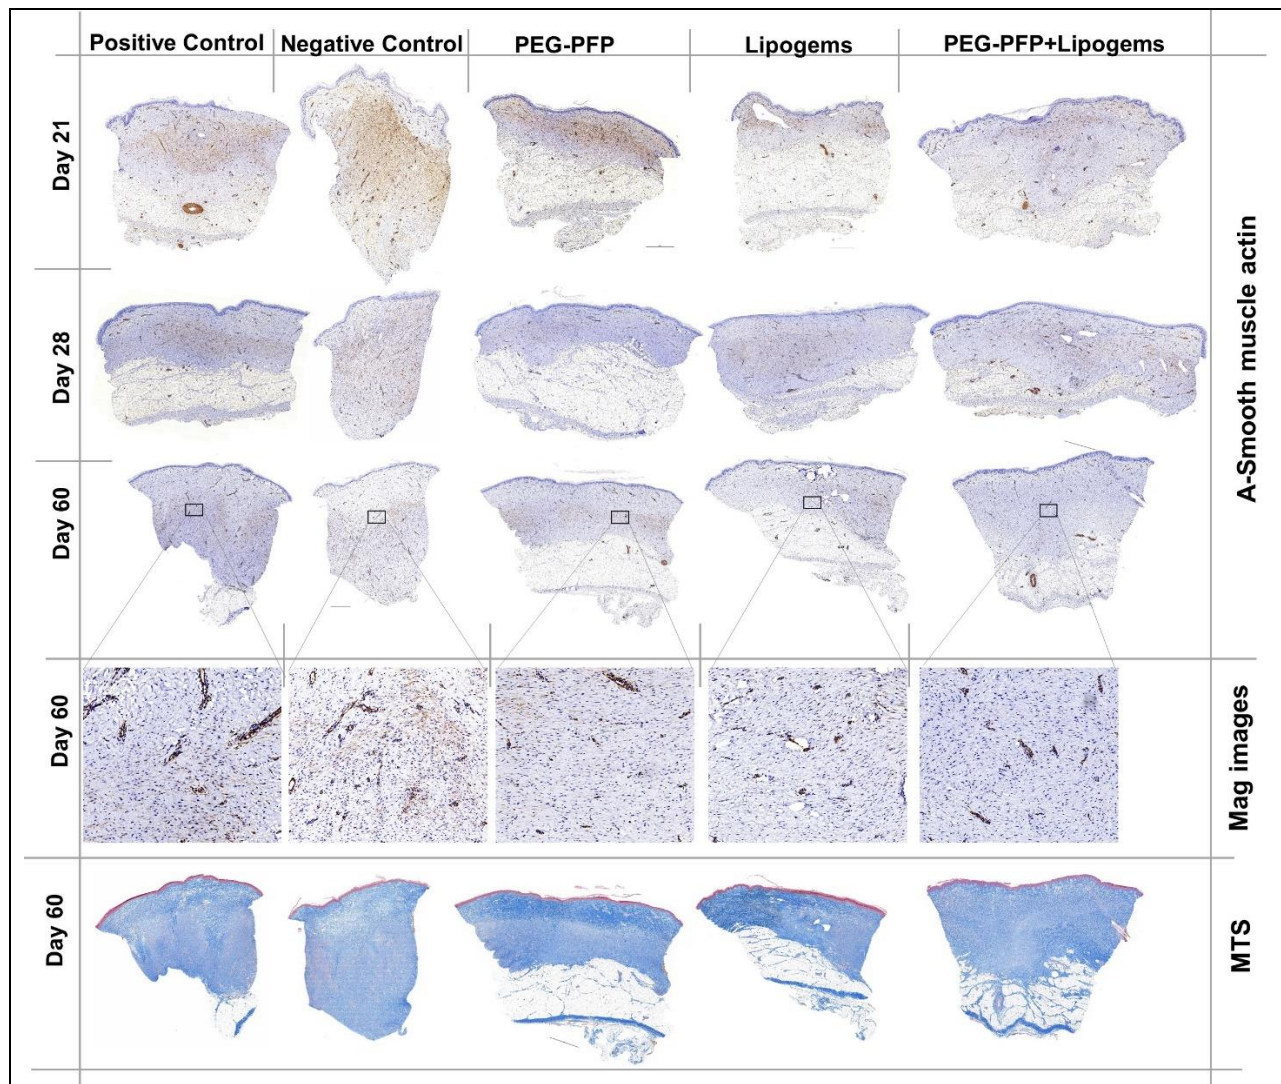 Positive Control Negative Control PEG-PFP Lipogems PEG-PFP+Lipogems
Day 21
Day 28
Day 60
A-Smooth muscle actin
Day 60
Mag images
Day 60
MTS